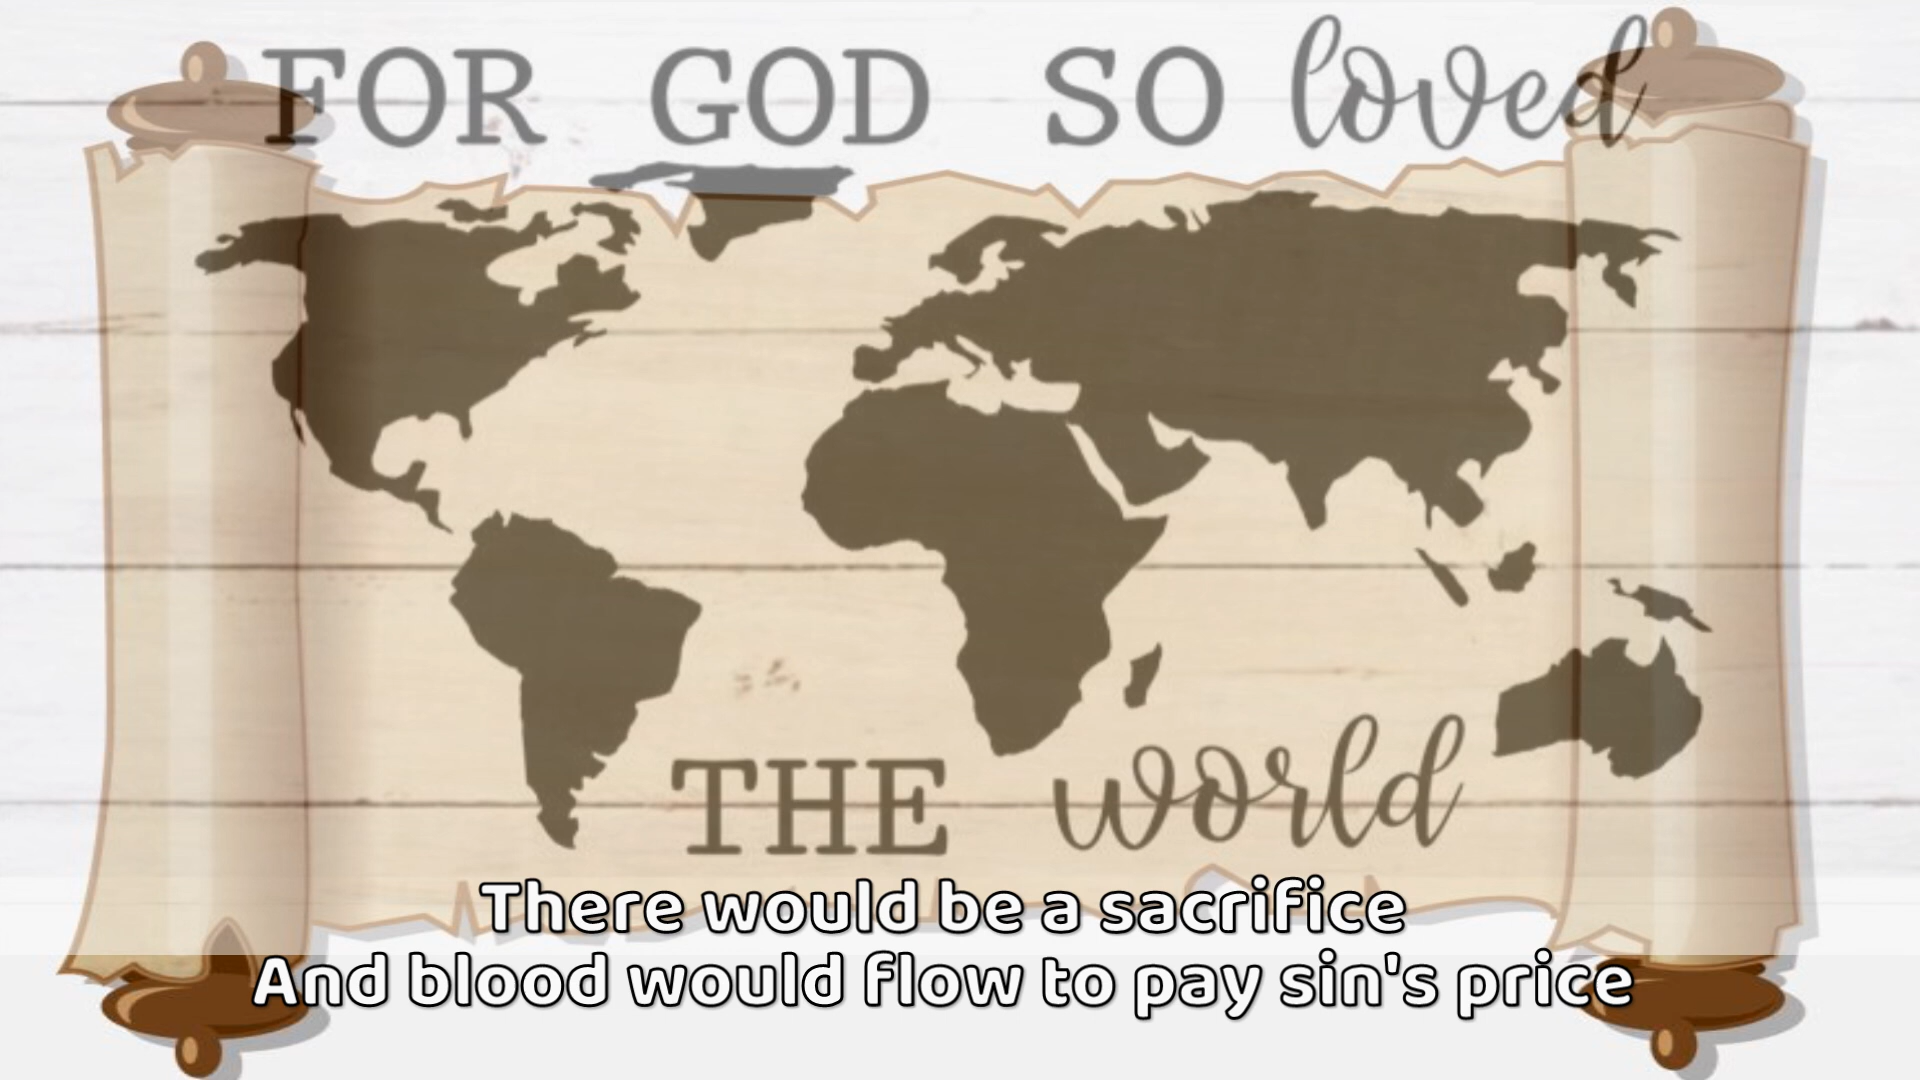 FOR GOD SO loved
THE world
There would be a sacrifice
And blood would flow to pay sin's price